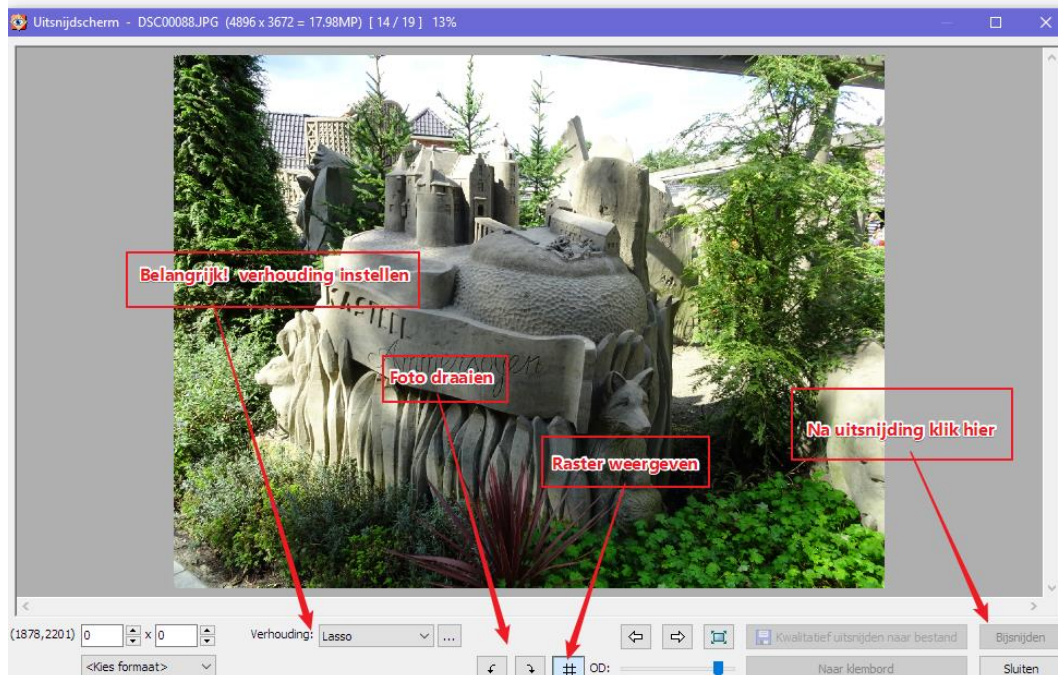 Uitsnijdscherm - DSC00088.JPG (4896 x 3672 = 17.98MP) [ 14 / 19 ] 13%
KASTEEL
Ammersoyen
Belangrijk! verhouding instellen
Foto draaien
Raster weergeven
Na uitsnijding klik hier
(1878,2201) 0 x 0 Verhouding: Lasso ... Kwalitatief uitsnijden naar bestand Bijsnijden
<Kies formaat> OD: Naar klembord Sluiten